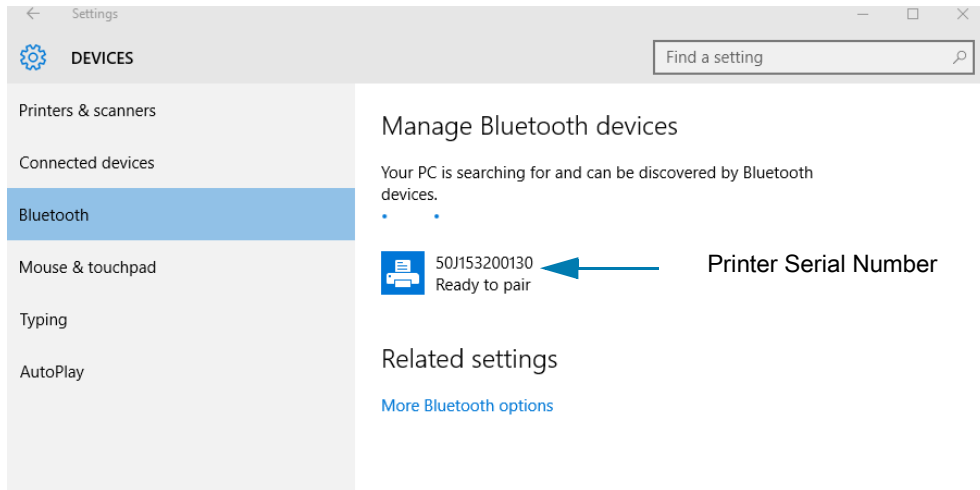 Settings
DEVICES
Find a setting
Printers & scanners
Connected devices
Bluetooth
Mouse & touchpad
Typing
AutoPlay
Manage Bluetooth devices
Your PC is searching for and can be discovered by Bluetooth
devices.
50J153200130
Ready to pair
Printer Serial Number
Related settings
More Bluetooth options